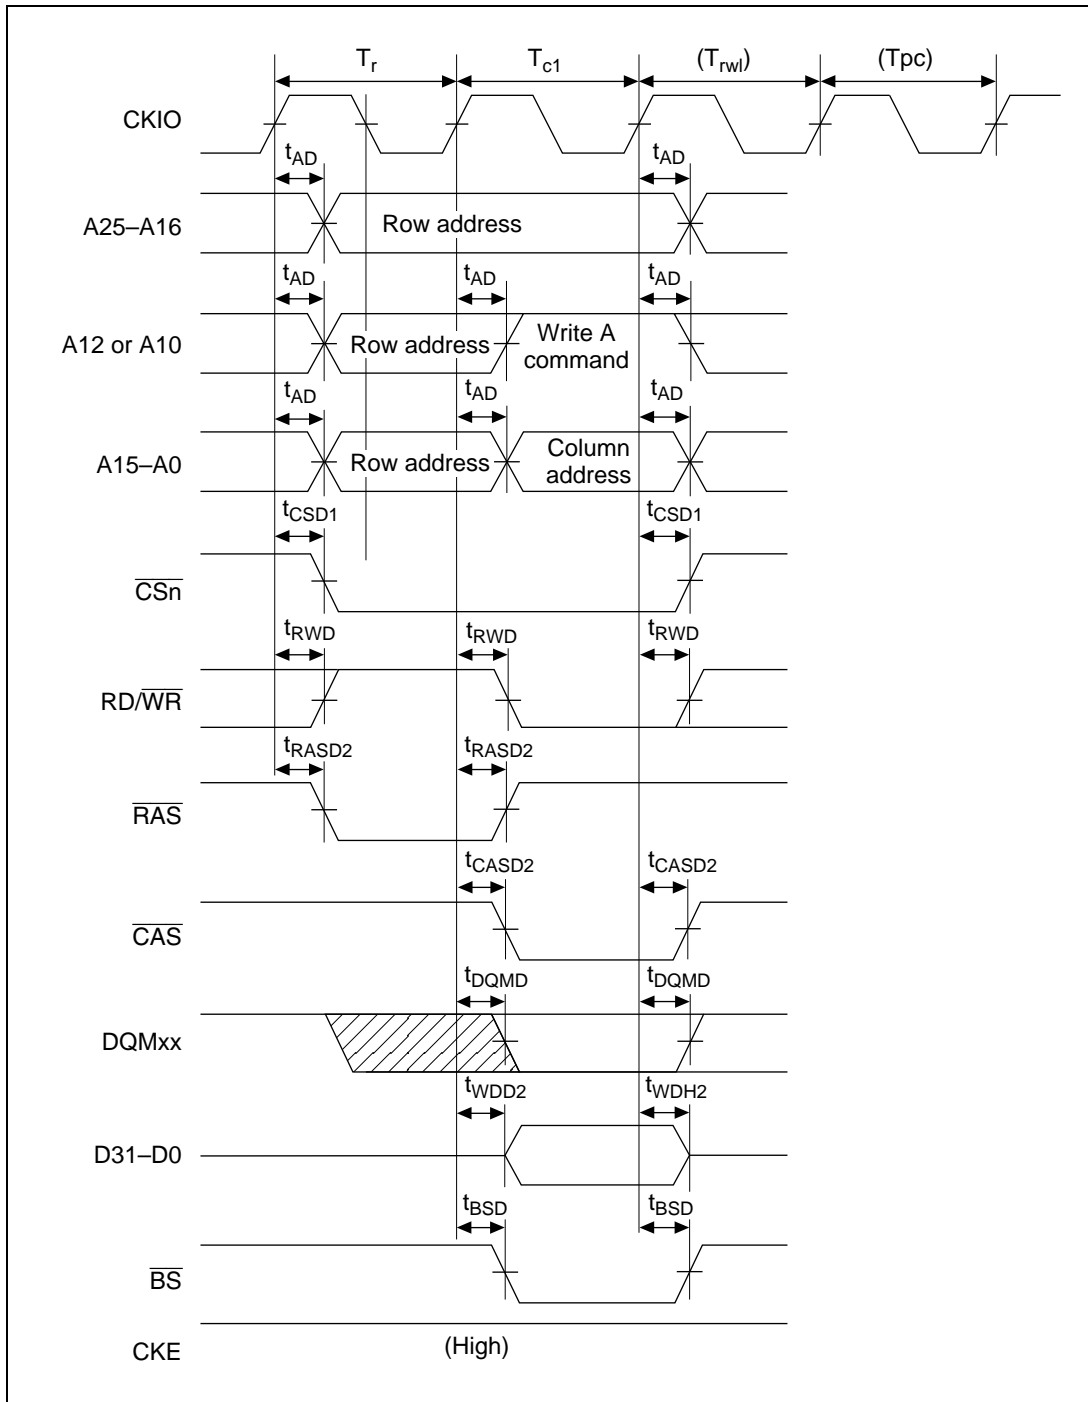 Tr Tc1 (Trwl) (Tpc)
CKIO
tAD tAD
A25–A16 Row address
tAD tAD tAD
A12 or A10 Row address Write A command
tAD tAD tAD
A15–A0 Row address Column address
tCSD1 tCSD1
CSn
tRWD tRWD tRWD
RD/WR
tRASD2 tRASD2
RAS
tCASD2 tCASD2
CAS
tDQMD tDQMD
DQMxx
tWDD2 tWDH2
D31–D0
tBSD tBSD
BS
CKE (High)